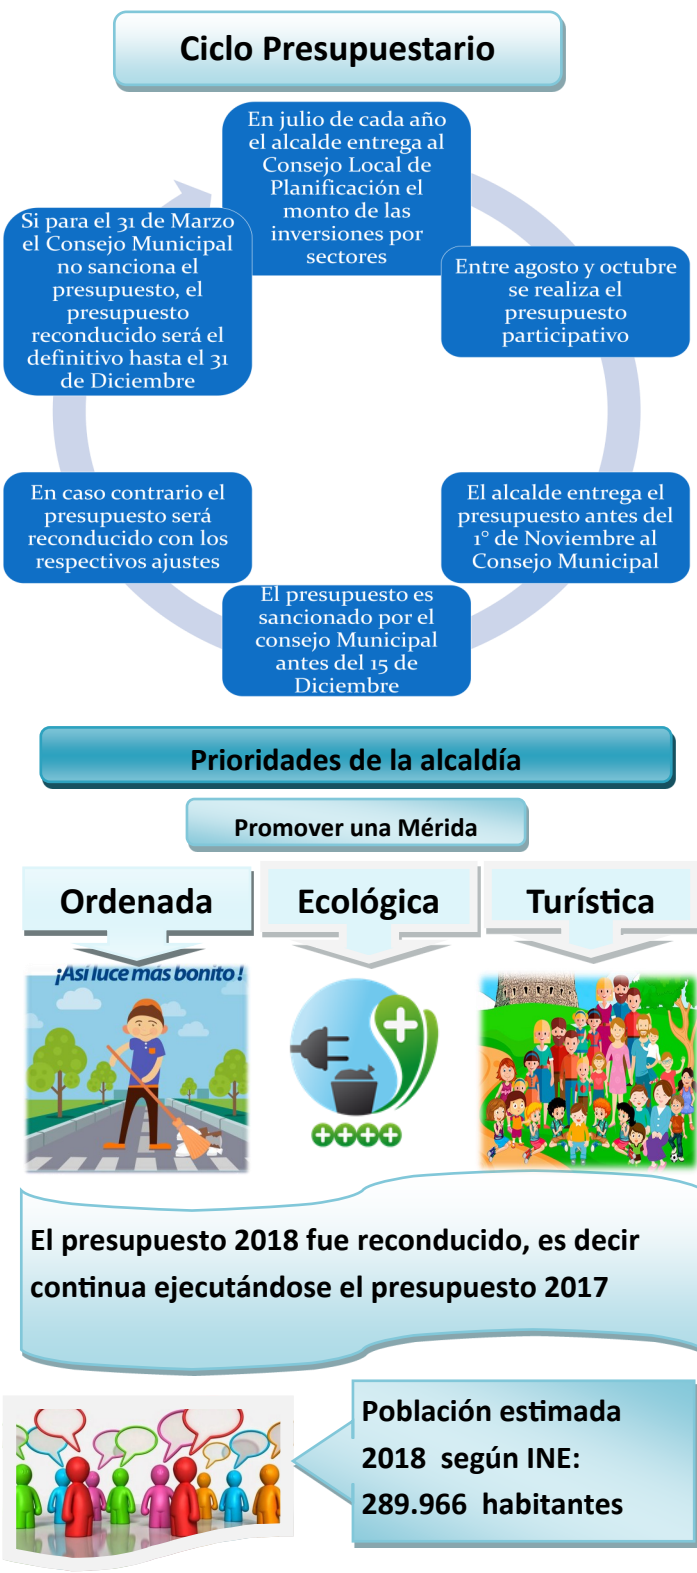 Ciclo Presupuestario
En julio de cada año
el alcalde entrega al
Consejo Local de
Planificación el
monto de las
inversiones por
sectores
Entre agosto y octubre
se realiza el
presupuesto
participativo
El alcalde entrega el
presupuesto antes del
1° de Noviembre al
Consejo Municipal
El presupuesto es
sancionado por el
consejo Municipal
antes del 15 de
Diciembre
En caso contrario el
presupuesto será
reconducido con los
respectivos ajustes
Si para el 31 de Marzo
el Consejo Municipal
no sanciona el
presupuesto, el
presupuesto
reconducido será el
definitivo hasta el 31
de Diciembre
Prioridades de la alcaldía
Promover una Mérida
Ordenada
Ecológica
Turística
¡Así luce más bonito!
El presupuesto 2018 fue reconducido, es decir
continua ejecutándose el presupuesto 2017
Población estimada
2018 según INE:
289.966 habitantes